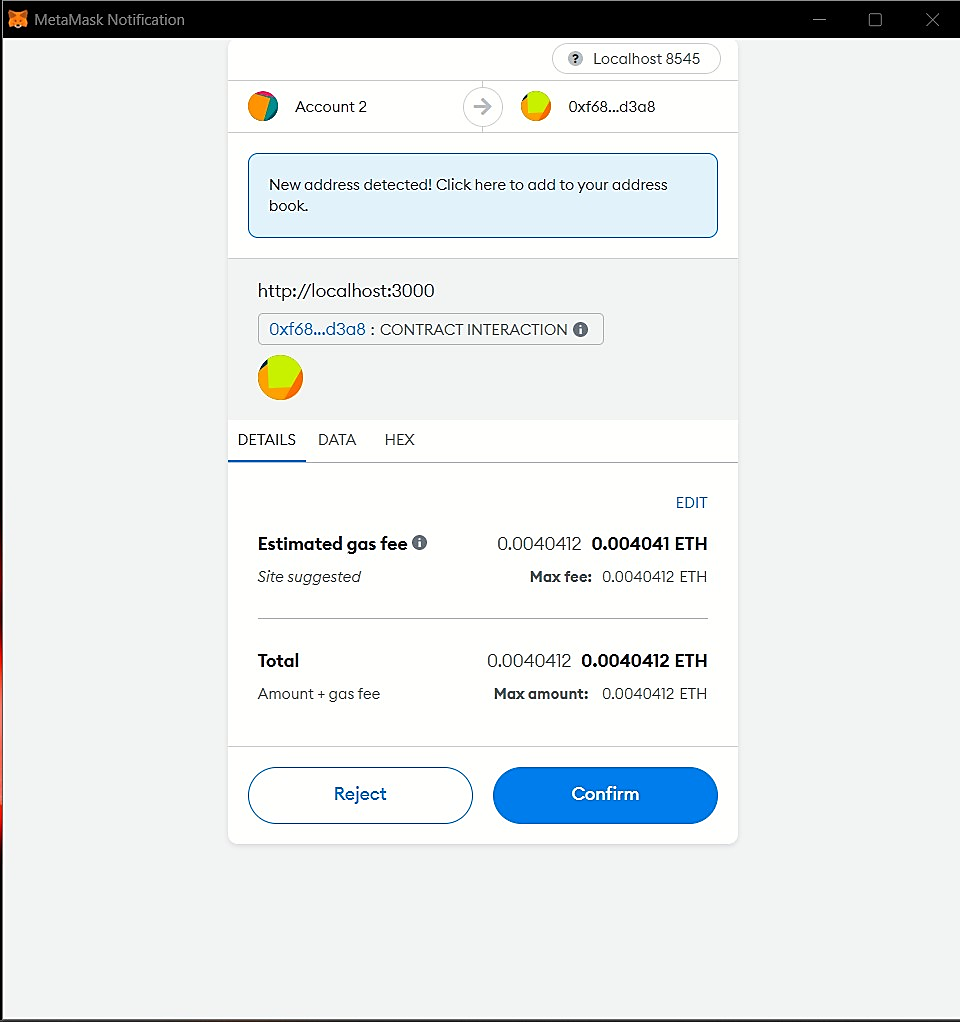 MetaMask Notification
? Localhost 8545
Account 2 0xf68...d3a8
New address detected! Click here to add to your address
book.
http://localhost:3000
0xf68...d3a8 : CONTRACT INTERACTION
DETAILS DATA HEX
EDIT
Estimated gas fee 0.0040412 0.004041 ETH
Site suggested Max fee: 0.0040412 ETH
Total 0.0040412 0.0040412 ETH
Amount + gas fee Max amount: 0.0040412 ETH
Reject Confirm